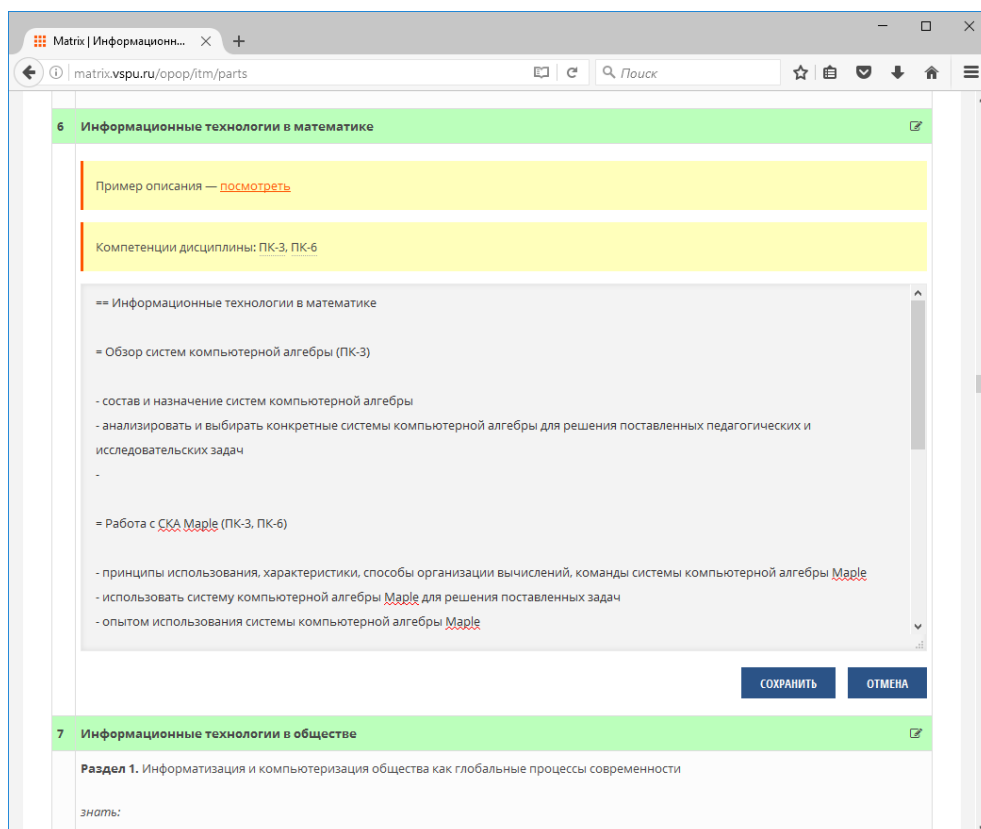 Matrix | Информационн...
matrix.vspu.ru/opop/itm/parts
Поиск
6 Информационные технологии в математике
Пример описания — посмотреть
Компетенции дисциплины: ПК-3, ПК-6
== Информационные технологии в математике
= Обзор систем компьютерной алгебры (ПК-3)
- состав и назначение систем компьютерной алгебры
- анализировать и выбирать конкретные системы компьютерной алгебры для решения поставленных педагогических и
исследовательских задач
-
= Работа с СКА Maple (ПК-3, ПК-6)
- принципы использования, характеристики, способы организации вычислений, команды системы компьютерной алгебры Maple
- использовать систему компьютерной алгебры Maple для решения поставленных задач
- опытом использования системы компьютерной алгебры Maple
СОХРАНИТЬ ОТМЕНА
7 Информационные технологии в обществе
Раздел 1. Информатизация и компьютеризация общества как глобальные процессы современности
знать: